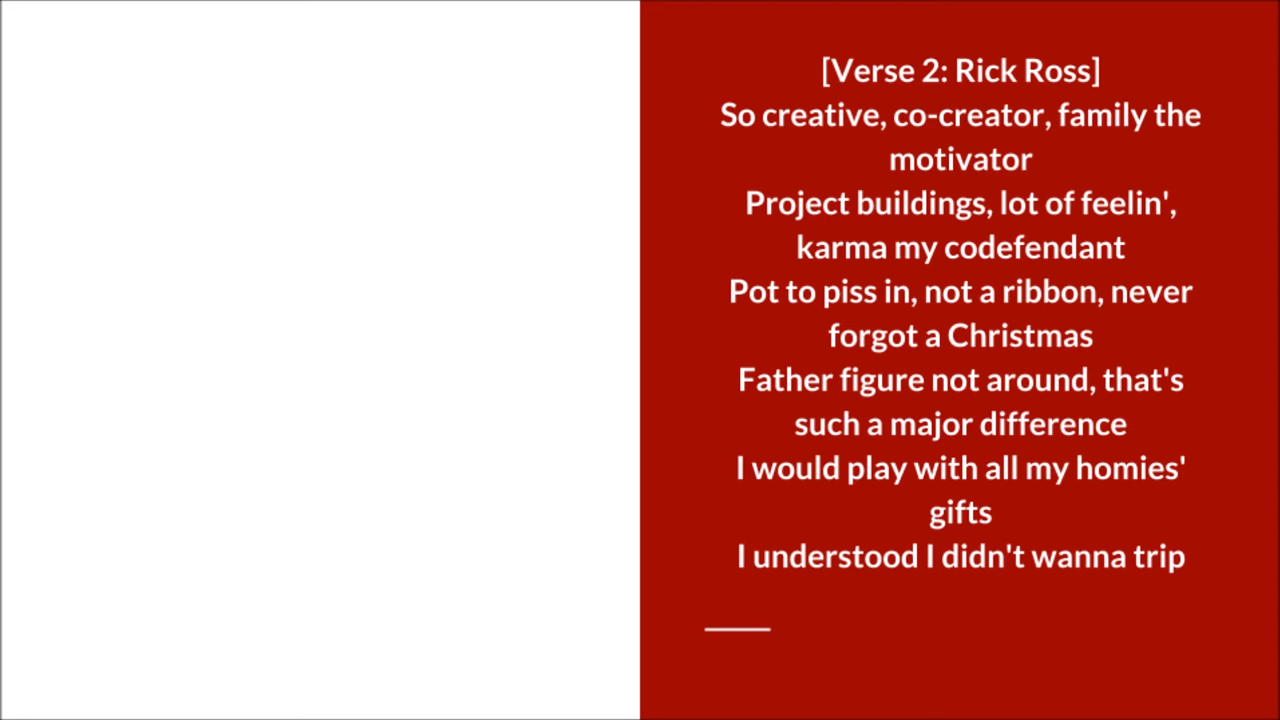 [Verse 2: Rick Ross]
So creative, co-creator, family the
motivator
Project buildings, lot of feelin',
karma my codefendant
Pot to piss in, not a ribbon, never
forgot a Christmas
Father figure not around, that's
such a major difference
I would play with all my homies'
gifts
I understood I didn't wanna trip